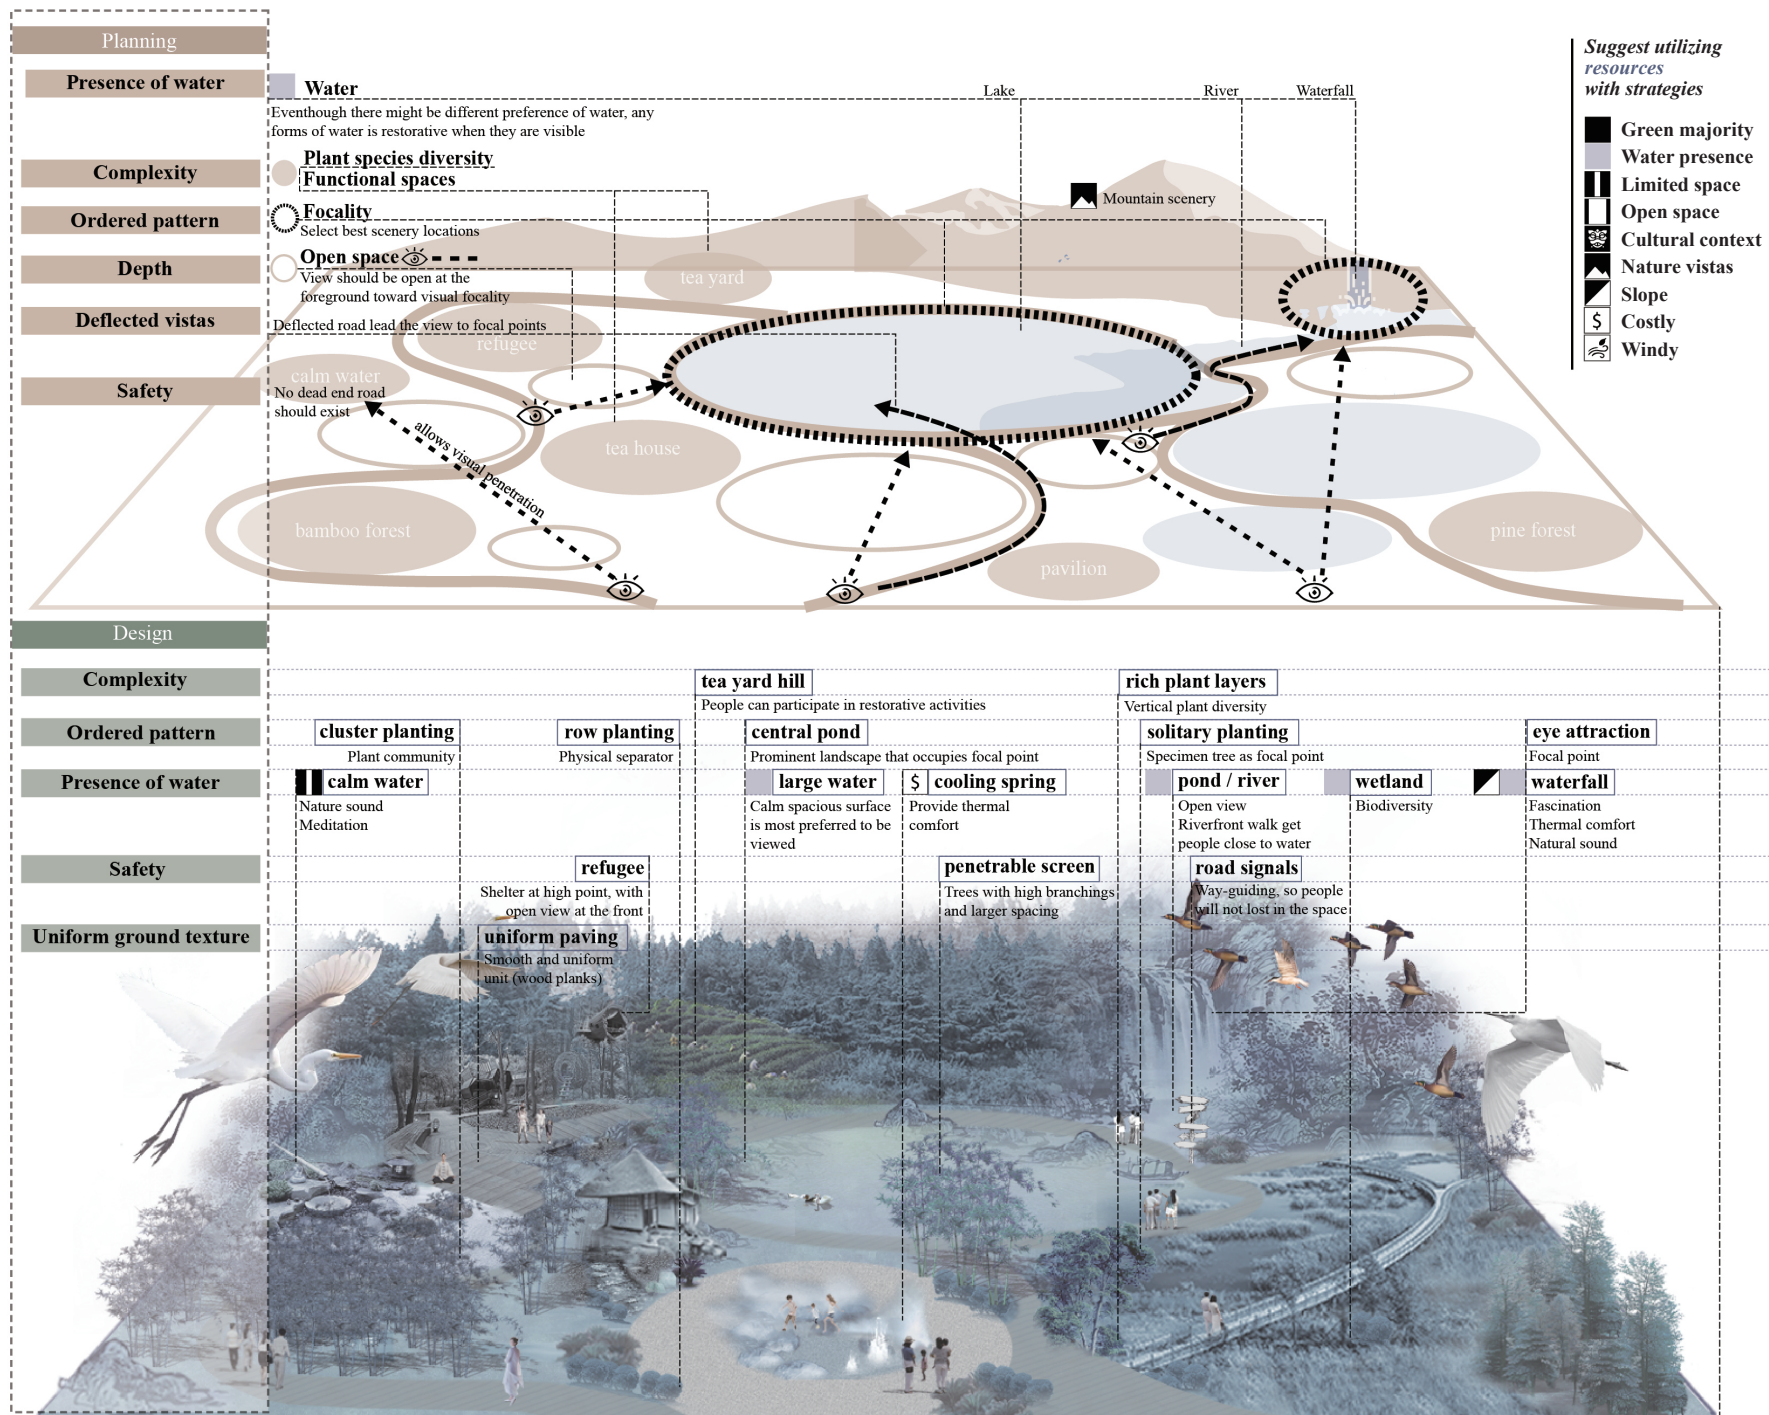 Planning
Presence of water
Water
Eventhough there might be different preference of water, any
forms of water is restorative when they are visible
Lake
River
Waterfall
Complexity
Plant species diversity
Functional spaces
Ordered pattern
Focality
Select best scenery locations
Mountain scenery
Depth
Open space
View should be open at the
foreground toward visual focality
Deflected vistas
Deflected road lead the view to focal points
Safety
No dead end road
should exist
tea yard
refugee
calm water
allows visual penetration
tea house
bamboo forest
pavilion
pine forest
Suggest utilizing
resources
with strategies
Green majority
Water presence
Limited space
Open space
Cultural context
Nature vistas
Slope
$ Costly
Windy
Design
Complexity
tea yard hill
People can participate in restorative activities
rich plant layers
Vertical plant diversity
Ordered pattern
cluster planting
Plant community
row planting
Physical separator
central pond
Prominent landscape that occupies focal point
solitary planting
Specimen tree as focal point
eye attraction
Focal point
Presence of water
calm water
Nature sound
Meditation
large water
Calm spacious surface
is most preferred to be
viewed
$ cooling spring
Provide thermal
comfort
pond / river
Open view
Riverfront walk get
people close to water
wetland
Biodiversity
waterfall
Fascination
Thermal comfort
Natural sound
Safety
refugee
Shelter at high point, with
open view at the front
penetrable screen
Trees with high branchings
and larger spacing
road signals
Way-guiding, so people
will not lost in the space
Uniform ground texture
uniform paving
Smooth and uniform
unit (wood planks)